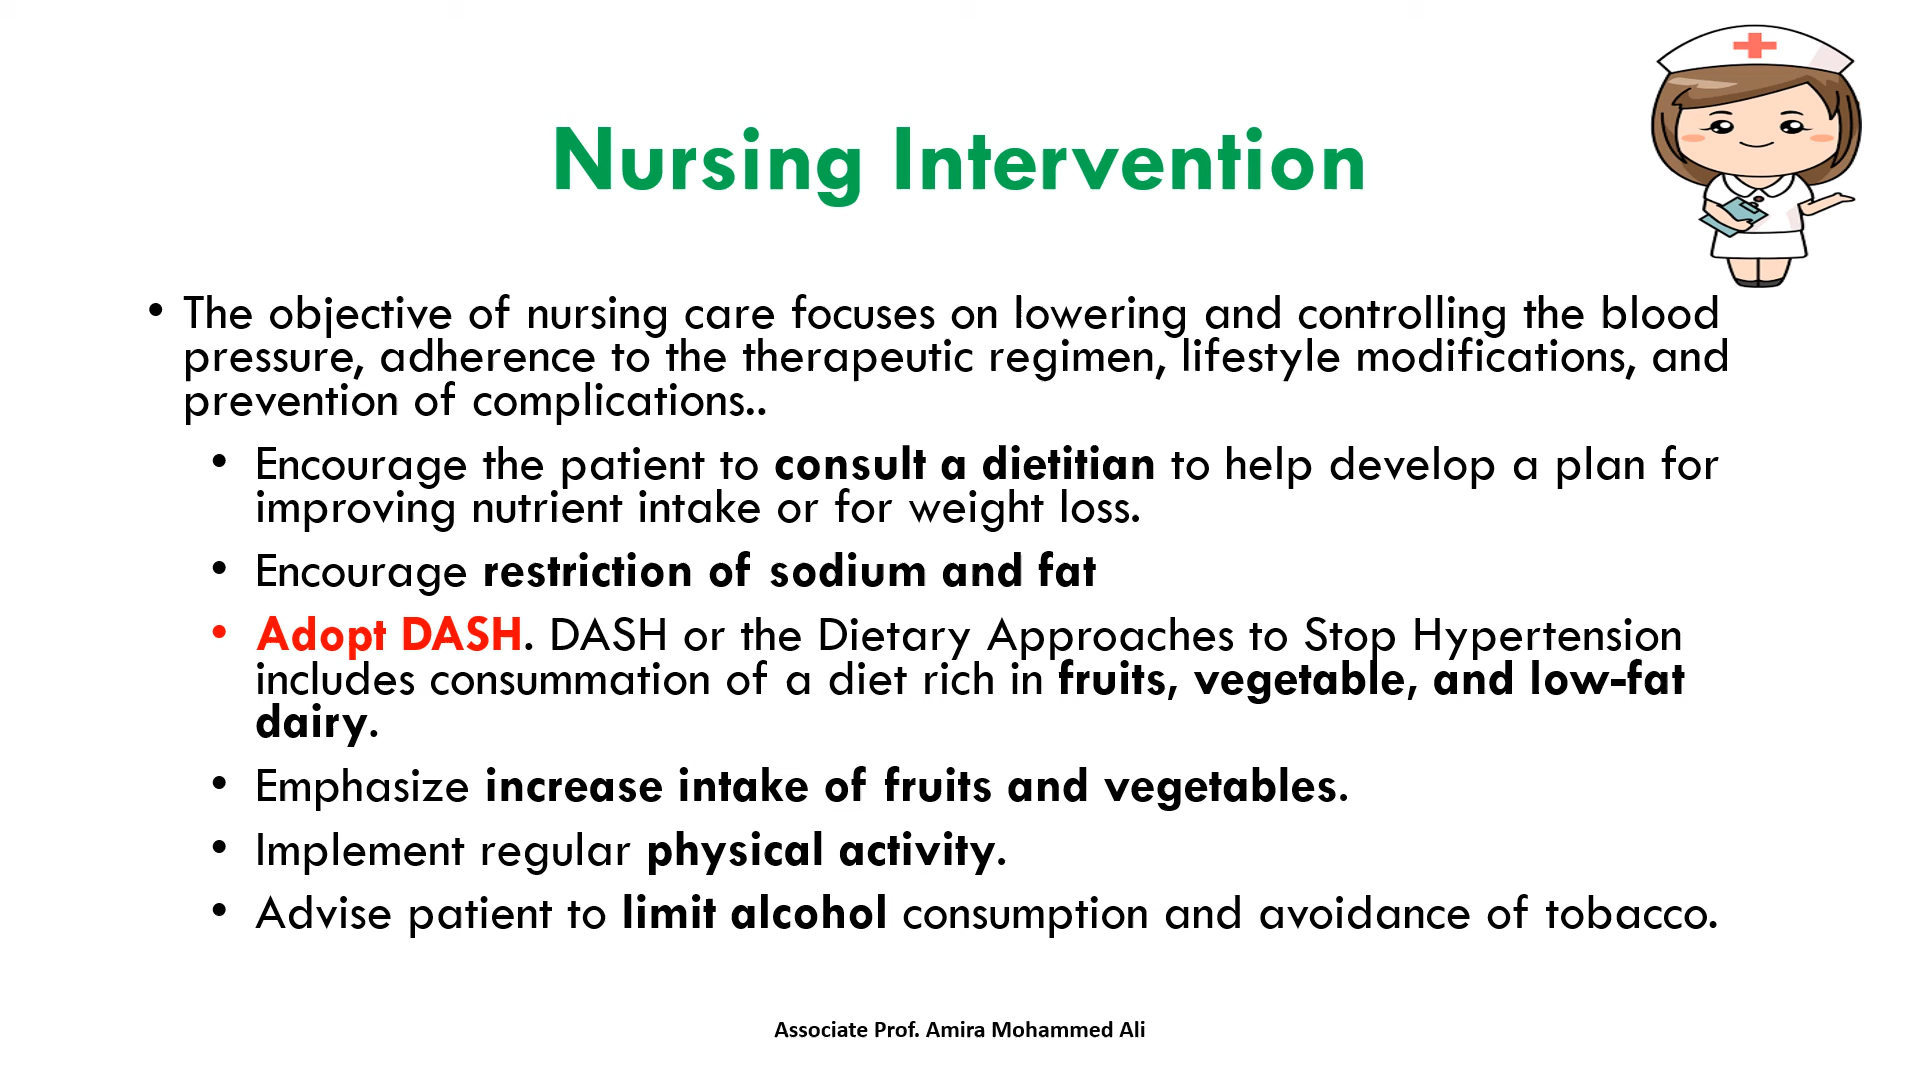 Nursing Intervention
• The objective of nursing care focuses on lowering and controlling the blood
pressure, adherence to the therapeutic regimen, lifestyle modifications, and
prevention of complications..
• Encourage the patient to consult a dietitian to help develop a plan for
improving nutrient intake or for weight loss.
• Encourage restriction of sodium and fat
• Adopt DASH. DASH or the Dietary Approaches to Stop Hypertension
includes consummation of a diet rich in fruits, vegetable, and low-fat
dairy.
• Emphasize increase intake of fruits and vegetables.
• Implement regular physical activity.
• Advise patient to limit alcohol consumption and avoidance of tobacco.
Associate Prof. Amira Mohammed Ali